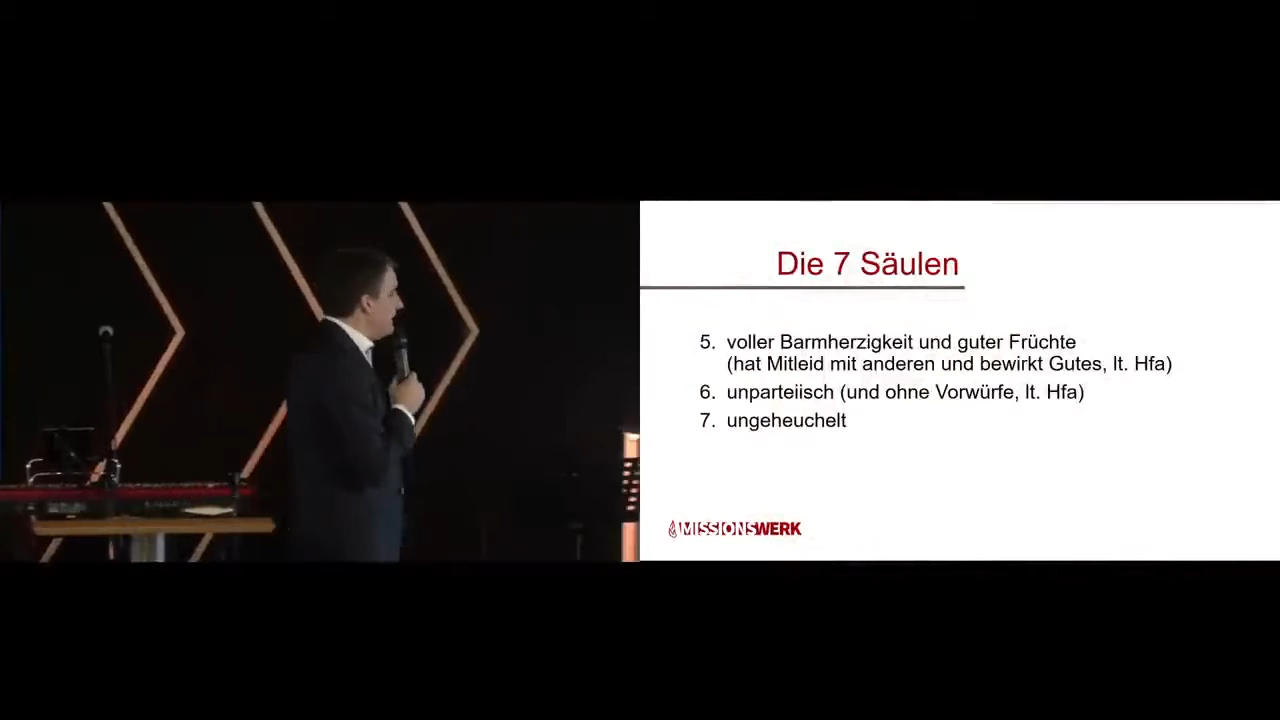 Die 7 Säulen
5. voller Barmherzigkeit und guter Früchte
(hat Mitleid mit anderen und bewirkt Gutes, lt. Hfa)
6. unparteiisch (und ohne Vorwürfe, lt. Hfa)
7. ungeheuchelt
MISSIONSWERK